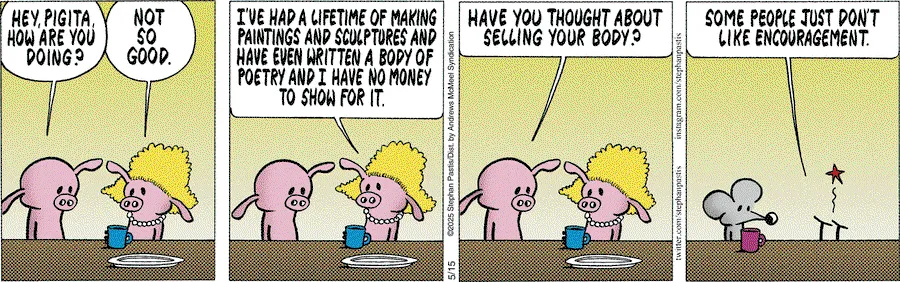 HEY, PIGITA,
HOW ARE YOU
DOING?
NOT
SO
GOOD.
I'VE HAD A LIFETIME OF MAKING
PAINTINGS AND SCULPTURES AND
HAVE EVEN WRITTEN A BODY OF
POETRY AND I HAVE NO MONEY
TO SHOW FOR IT.
©2025 Stephan Pastis/Dist. by Andrews McMeel Syndication
5/15
HAVE YOU THOUGHT ABOUT
SELLING YOUR BODY?
instagram.com/stephanpastis
twitter.com/stephanpastis
SOME PEOPLE JUST DON'T
LIKE ENCOURAGEMENT.